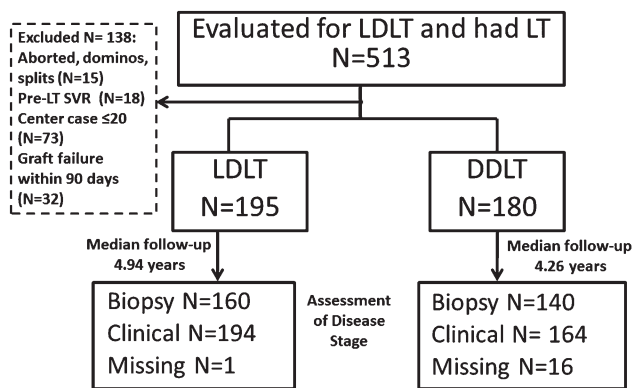 Evaluated for LDLT and had LT
N=513
Excluded N= 138:
Aborted, dominos,
splits (N=15)
Pre-LT SVR (N=18)
Center case ≤20
(N=73)
Graft failure
within 90 days
(N=32)
LDLT
N=195
DDLT
N=180
Median follow-up
4.94 years
Median follow-up
4.26 years
Biopsy N=160
Clinical N=194
Missing N=1
Assessment
of Disease
Stage
Biopsy N=140
Clinical N= 164
Missing N=16